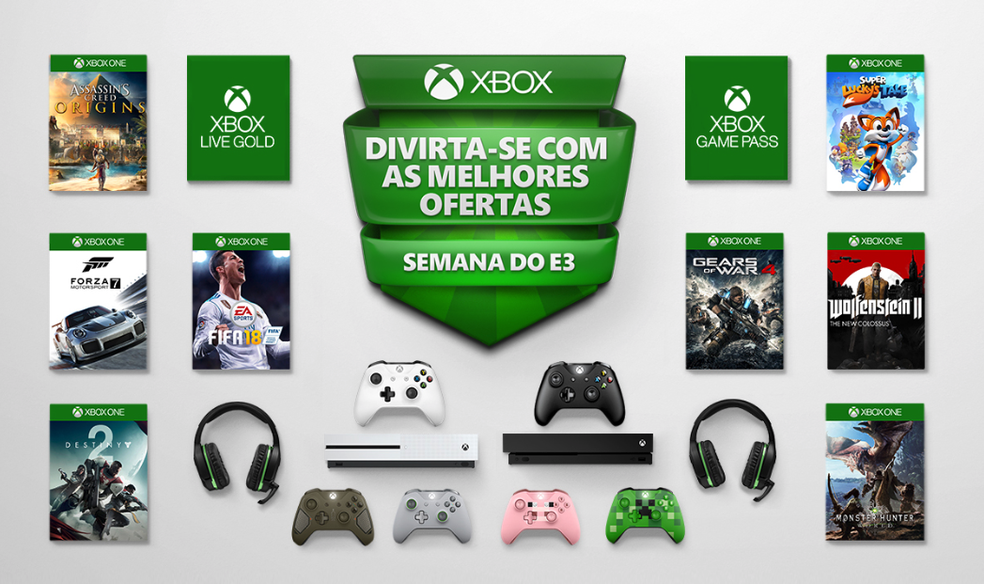 XBOX
DIVIRTA-SE COM
AS MELHORES
OFERTAS
SEMANA DO E3
XBOX ONE
ASSASSIN'S
CREED
ORIGINS
XBOX
LIVE GOLD
XBOX
GAME PASS
XBOX ONE
SUPER
LUCKY'S TALE
XBOX ONE
FORZA
MOTORSPORT 7
XBOX ONE
EA
SPORTS
FIFA 18
XBOX ONE
GEARS
OF WAR 4
XBOX ONE
Wolfenstein II
THE NEW COLOSSUS
XBOX ONE
DESTINY 2
XBOX ONE
MONSTER HUNTER